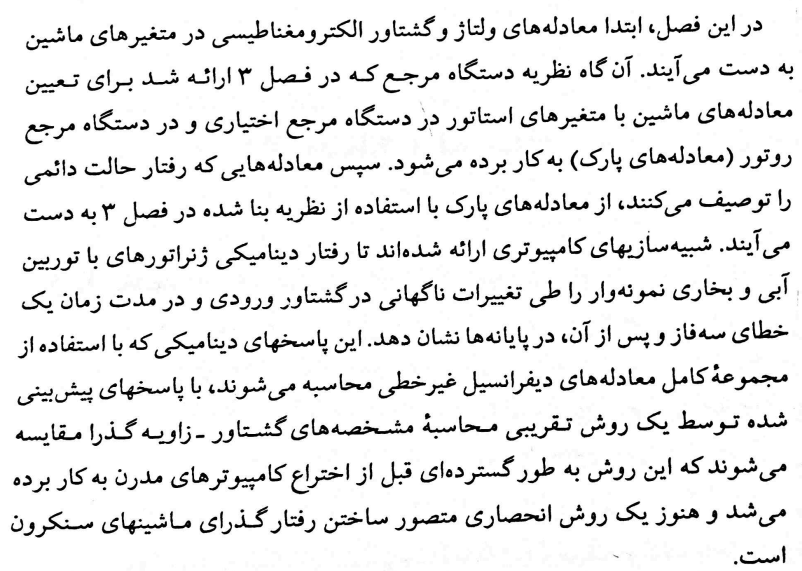 در این فصل، ابتدا معادله‌های ولتاژ و گشتاور الکترومغناطیسی در متغیرهای ماشین
به دست می‌آیند. آن گاه نظریه دستگاه مرجع که در فصل ۳ ارائه شد برای تعیین
معادله‌های ماشین با متغیرهای استاتور در دستگاه مرجع اختیاری و در دستگاه مرجع
روتور (معادله‌های پارک) به کار برده می‌شود. سپس معادله‌هایی که رفتار حالت دائمی
را توصیف می‌کنند، از معادله‌های پارک با استفاده از نظریه بنا شده در فصل ۳ به دست
می‌آیند. شبیه‌سازیهای کامپیوتری ارائه شده‌اند تا رفتار دینامیکی ژنراتورهای با توربین
آبی و بخاری نمونه‌وار را طی تغییرات ناگهانی در گشتاور ورودی و در مدت زمان یک
خطای سه‌فاز و پس از آن، در پایانه‌ها نشان دهد. این پاسخهای دینامیکی که با استفاده از
مجموعهٔ کامل معادله‌های دیفرانسیل غیرخطی محاسبه می‌شوند، با پاسخهای پیش‌بینی
شده توسط یک روش تقریبی محاسبهٔ مشخصه‌های گشتاور - زاویه گذرا مقایسه
می‌شوند که این روش به طور گسترده‌ای قبل از اختراع کامپیوترهای مدرن به کار برده
می‌شد و هنوز یک روش انحصاری متصور ساختن رفتار گذرای ماشینهای سنکرون
است.